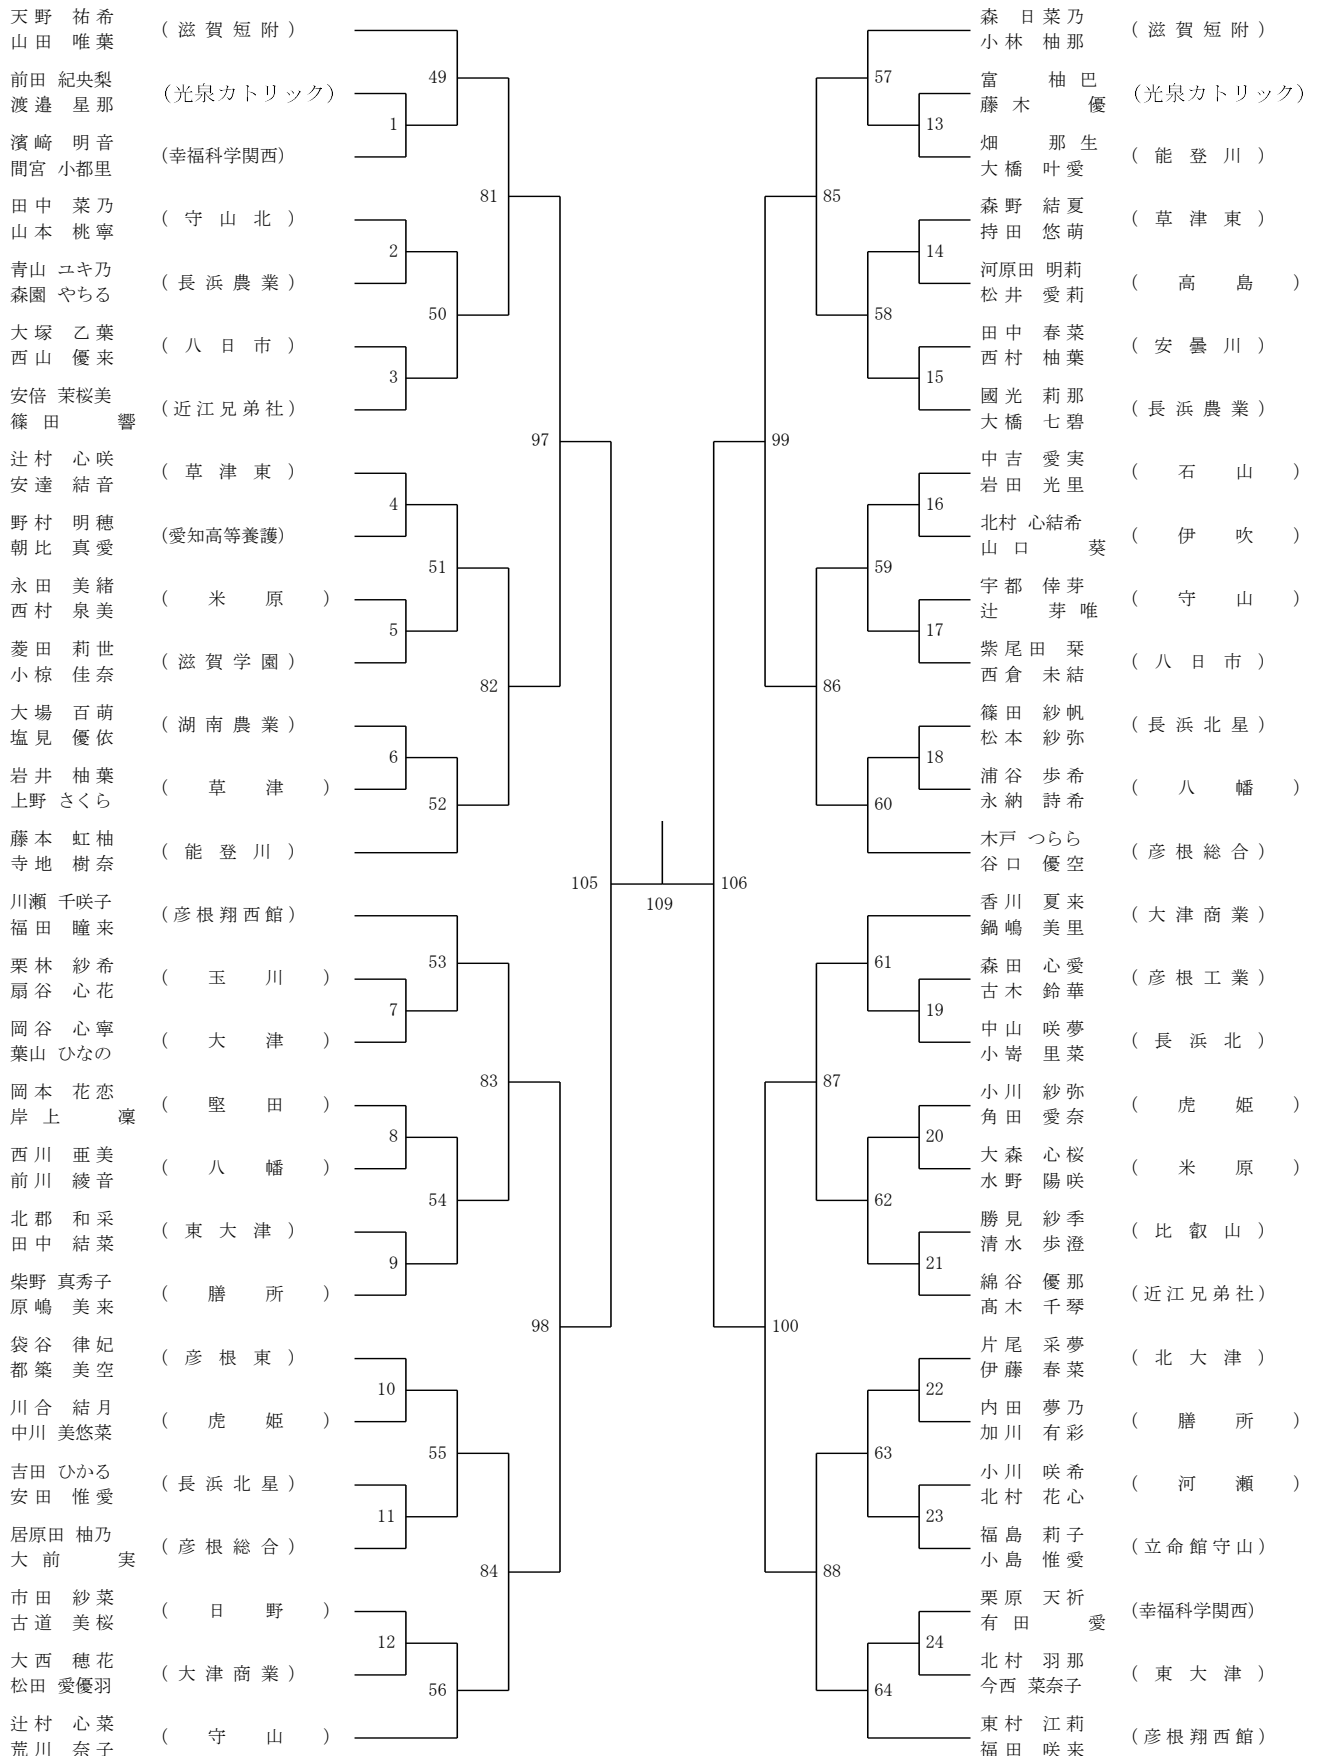 天野 祐希
山田 唯葉
(滋賀短附)
前田 紀央梨
渡邉 星那
(光泉カトリック)
濱﨑 明音
間宮 小都里
(幸福科学関西)
田中 菜乃
山本 桃寧
(守山北)
青山 ユキ乃
森園 やちる
(長浜農業)
大塚 乙葉
西山 優来
(八日市)
安倍 茉桜美
篠田 響
(近江兄弟社)
辻村 心咲
安達 結音
(草津東)
野村 明穂
朝比 真愛
(愛知高等養護)
永田 美緒
西村 泉美
(米原)
菱田 莉世
小椋 佳奈
(滋賀学園)
大場 百萌
塩見 優依
(湖南農業)
岩井 柚葉
上野 さくら
(草津)
藤本 虹柚
寺地 樹奈
(能登川)
川瀬 千咲子
福田 瞳来
(彦根翔西館)
栗林 紗希
扇谷 心花
(玉川)
岡谷 心寧
葉山 ひなの
(大津)
岡本 花恋
岸上 凜
(堅田)
西川 亜美
前川 綾音
(八幡)
北郡 和采
田中 結菜
(東大津)
柴野 真秀子
原嶋 美来
(膳所)
袋谷 律妃
都築 美空
(彦根東)
川合 結月
中川 美悠菜
(虎姫)
吉田 ひかる
安田 惟愛
(長浜北星)
居原田 柚乃
大前 実
(彦根総合)
市田 紗菜
古道 美桜
(日野)
大西 穂花
松田 愛優羽
(大津商業)
辻村 心菜
荒川 奈子
(守山)
49
1
81
2
50
3
97
4
51
5
82
6
52
105
53
7
83
8
54
9
98
10
55
11
84
12
56
109
57
13
85
14
58
15
99
16
59
17
86
18
60
106
61
19
87
20
62
21
100
22
63
23
88
24
64
森 日菜乃
小林 柚那
(滋賀短附)
富 柚巴
藤木 優
(光泉カトリック)
畑 那生
大橋 叶愛
(能登川)
森野 結夏
持田 悠萌
(草津東)
河原田 明莉
松井 愛莉
(高島)
田中 春菜
西村 柚葉
(安曇川)
國光 莉那
大橋 七碧
(長浜農業)
中吉 愛実
岩田 光里
(石山)
北村 心結希
山口 葵
(伊吹)
宇都 倖芽
辻 芽唯
(守山)
柴尾田 栞
西倉 未結
(八日市)
篠田 紗帆
松本 紗弥
(長浜北星)
浦谷 歩希
永納 詩希
(八幡)
木戸 つらら
谷口 優空
(彦根総合)
香川 夏来
鍋嶋 美里
(大津商業)
森田 心愛
古木 鈴華
(彦根工業)
中山 咲夢
小嵜 里菜
(長浜北)
小川 紗弥
角田 愛奈
(虎姫)
大森 心桜
水野 陽咲
(米原)
勝見 紗季
清水 歩澄
(比叡山)
綿谷 優那
髙木 千琴
(近江兄弟社)
片尾 采夢
伊藤 春菜
(北大津)
内田 夢乃
加川 有彩
(膳所)
小川 咲希
北村 花心
(河瀬)
福島 莉子
小島 惟愛
(立命館守山)
栗原 天祈
有田 愛
(幸福科学関西)
北村 羽那
今西 菜奈子
(東大津)
東村 江莉
福田 咲来
(彦根翔西館)